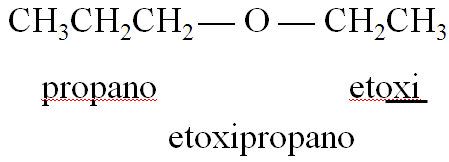 CH₃CH₂CH₂ — O — CH₂CH₃
propano etoxi
etoxipropano